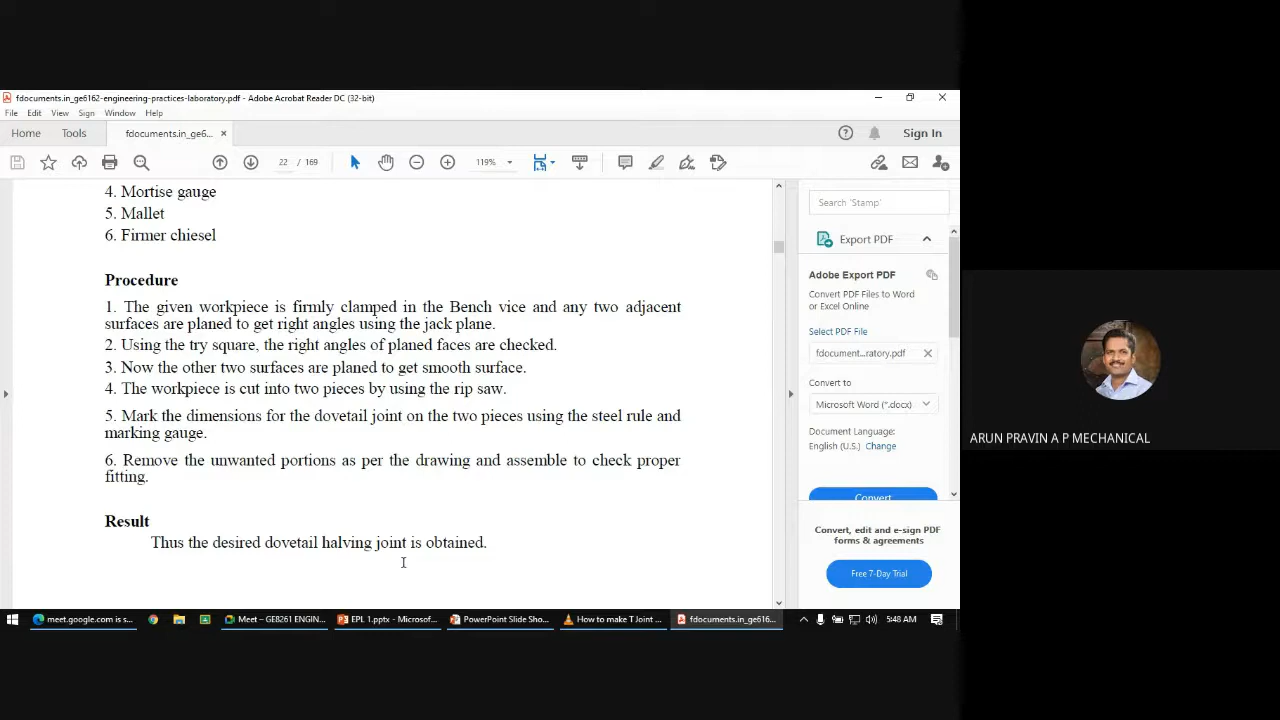 fdocuments.in_ge6162-engineering-practices-laboratory.pdf - Adobe Acrobat Reader DC (32-bit)
File Edit View Sign Window Help
Home Tools fdocuments.in_ge6... × Sign In
22 / 169 119%
4. Mortise gauge
5. Mallet
6. Firmer chiesel
Procedure
1. The given workpiece is firmly clamped in the Bench vice and any two adjacent
surfaces are planed to get right angles using the jack plane.
2. Using the try square, the right angles of planed faces are checked.
3. Now the other two surfaces are planed to get smooth surface.
4. The workpiece is cut into two pieces by using the rip saw.
5. Mark the dimensions for the dovetail joint on the two pieces using the steel rule and
marking gauge.
6. Remove the unwanted portions as per the drawing and assemble to check proper
fitting.
Result
Thus the desired dovetail halving joint is obtained.
Search 'Stamp'
Export PDF
Adobe Export PDF
Convert PDF Files to Word
or Excel Online
Select PDF File
fdocument...ratory.pdf
Convert to
Microsoft Word (*.docx)
Document Language:
English (U.S.) Change
Convert
Convert, edit and e-sign PDF
forms & agreements
Free 7-Day Trial
ARUN PRAVIN A P MECHANICAL
meet.google.com is s... Meet – GE8261 ENGIN... EPL 1.pptx - Microsof... PowerPoint Slide Sho... How to make T Joint ... fdocuments.in_ge616... 5:48 AM